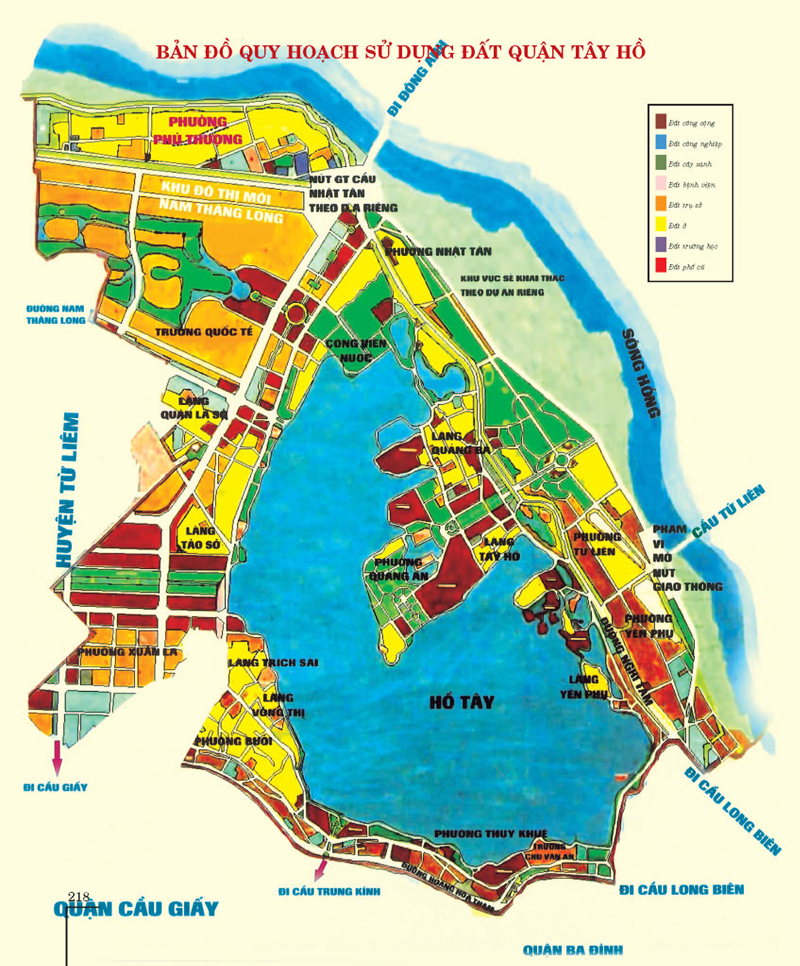 BẢN ĐỒ QUY HOẠCH SỬ DỤNG ĐẤT QUẬN TÂY HỒ
ĐI ĐÔNG ANH
PHƯỜNG
PHÚ THƯỢNG
Đất công cộng
Đất công nghiệp
Đất cây xanh
Đất bệnh viện
Đất trụ sở
Đất ở
Đất trường học
Đất phố cũ
NÚT GT CẦU
NHẬT TÂN
THEO D.A RIÊNG
KHU ĐÔ THỊ MỚI
NAM THĂNG LONG
PHƯỜNG NHẬT TÂN
KHU VỰC SẼ KHAI THÁC
THEO DỰ ÁN RIÊNG
ĐƯỜNG NAM
THĂNG LONG
TRƯỜNG QUỐC TẾ
CÔNG VIÊN
NƯỚC
SÔNG HỒNG
LÀNG
QUÁN LA SỞ
HUYỆN TỪ LIÊM
LÀNG
QUẢNG BÁ
CẦU TỨ LIÊN
LÀNG
TÁO SỞ
LÀNG
TÂY HỒ
PHƯỜNG
TỨ LIÊN
PHẠM
VI
MỞ
NÚT
GIAO THÔNG
PHƯỜNG
QUẢNG AN
PHƯỜNG
YÊN PHỤ
PHƯỜNG XUÂN LA
LÀNG TRÍCH SÀI
ĐƯỜNG NGHI TÀM
LÀNG
YÊN PHỤ
LÀNG
VÕNG THỊ
HỒ TÂY
PHƯỜNG BƯỞI
ĐI CẦU GIẤY
ĐI CẦU LONG BIÊN
PHƯỜNG THỤY KHUÊ
TRƯỜNG
CHU VĂN AN
ĐƯỜNG HOÀNG HOA THÁM
ĐI CẦU TRUNG KÍNH
ĐI CẦU LONG BIÊN
218
QUẬN CẦU GIẤY
QUẬN BA ĐÌNH